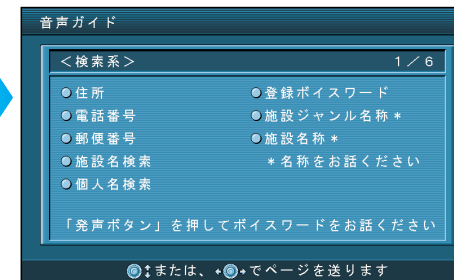 音声ガイド
<検索系> 1/6
●住所 ●登録ボイスワード
●電話番号 ●施設ジャンル名称*
●郵便番号 ●施設名称*
●施設名検索 *名称をお話ください
●個人名検索
「発声ボタン」を押してボイスワードをお話ください
または、でページを送ります